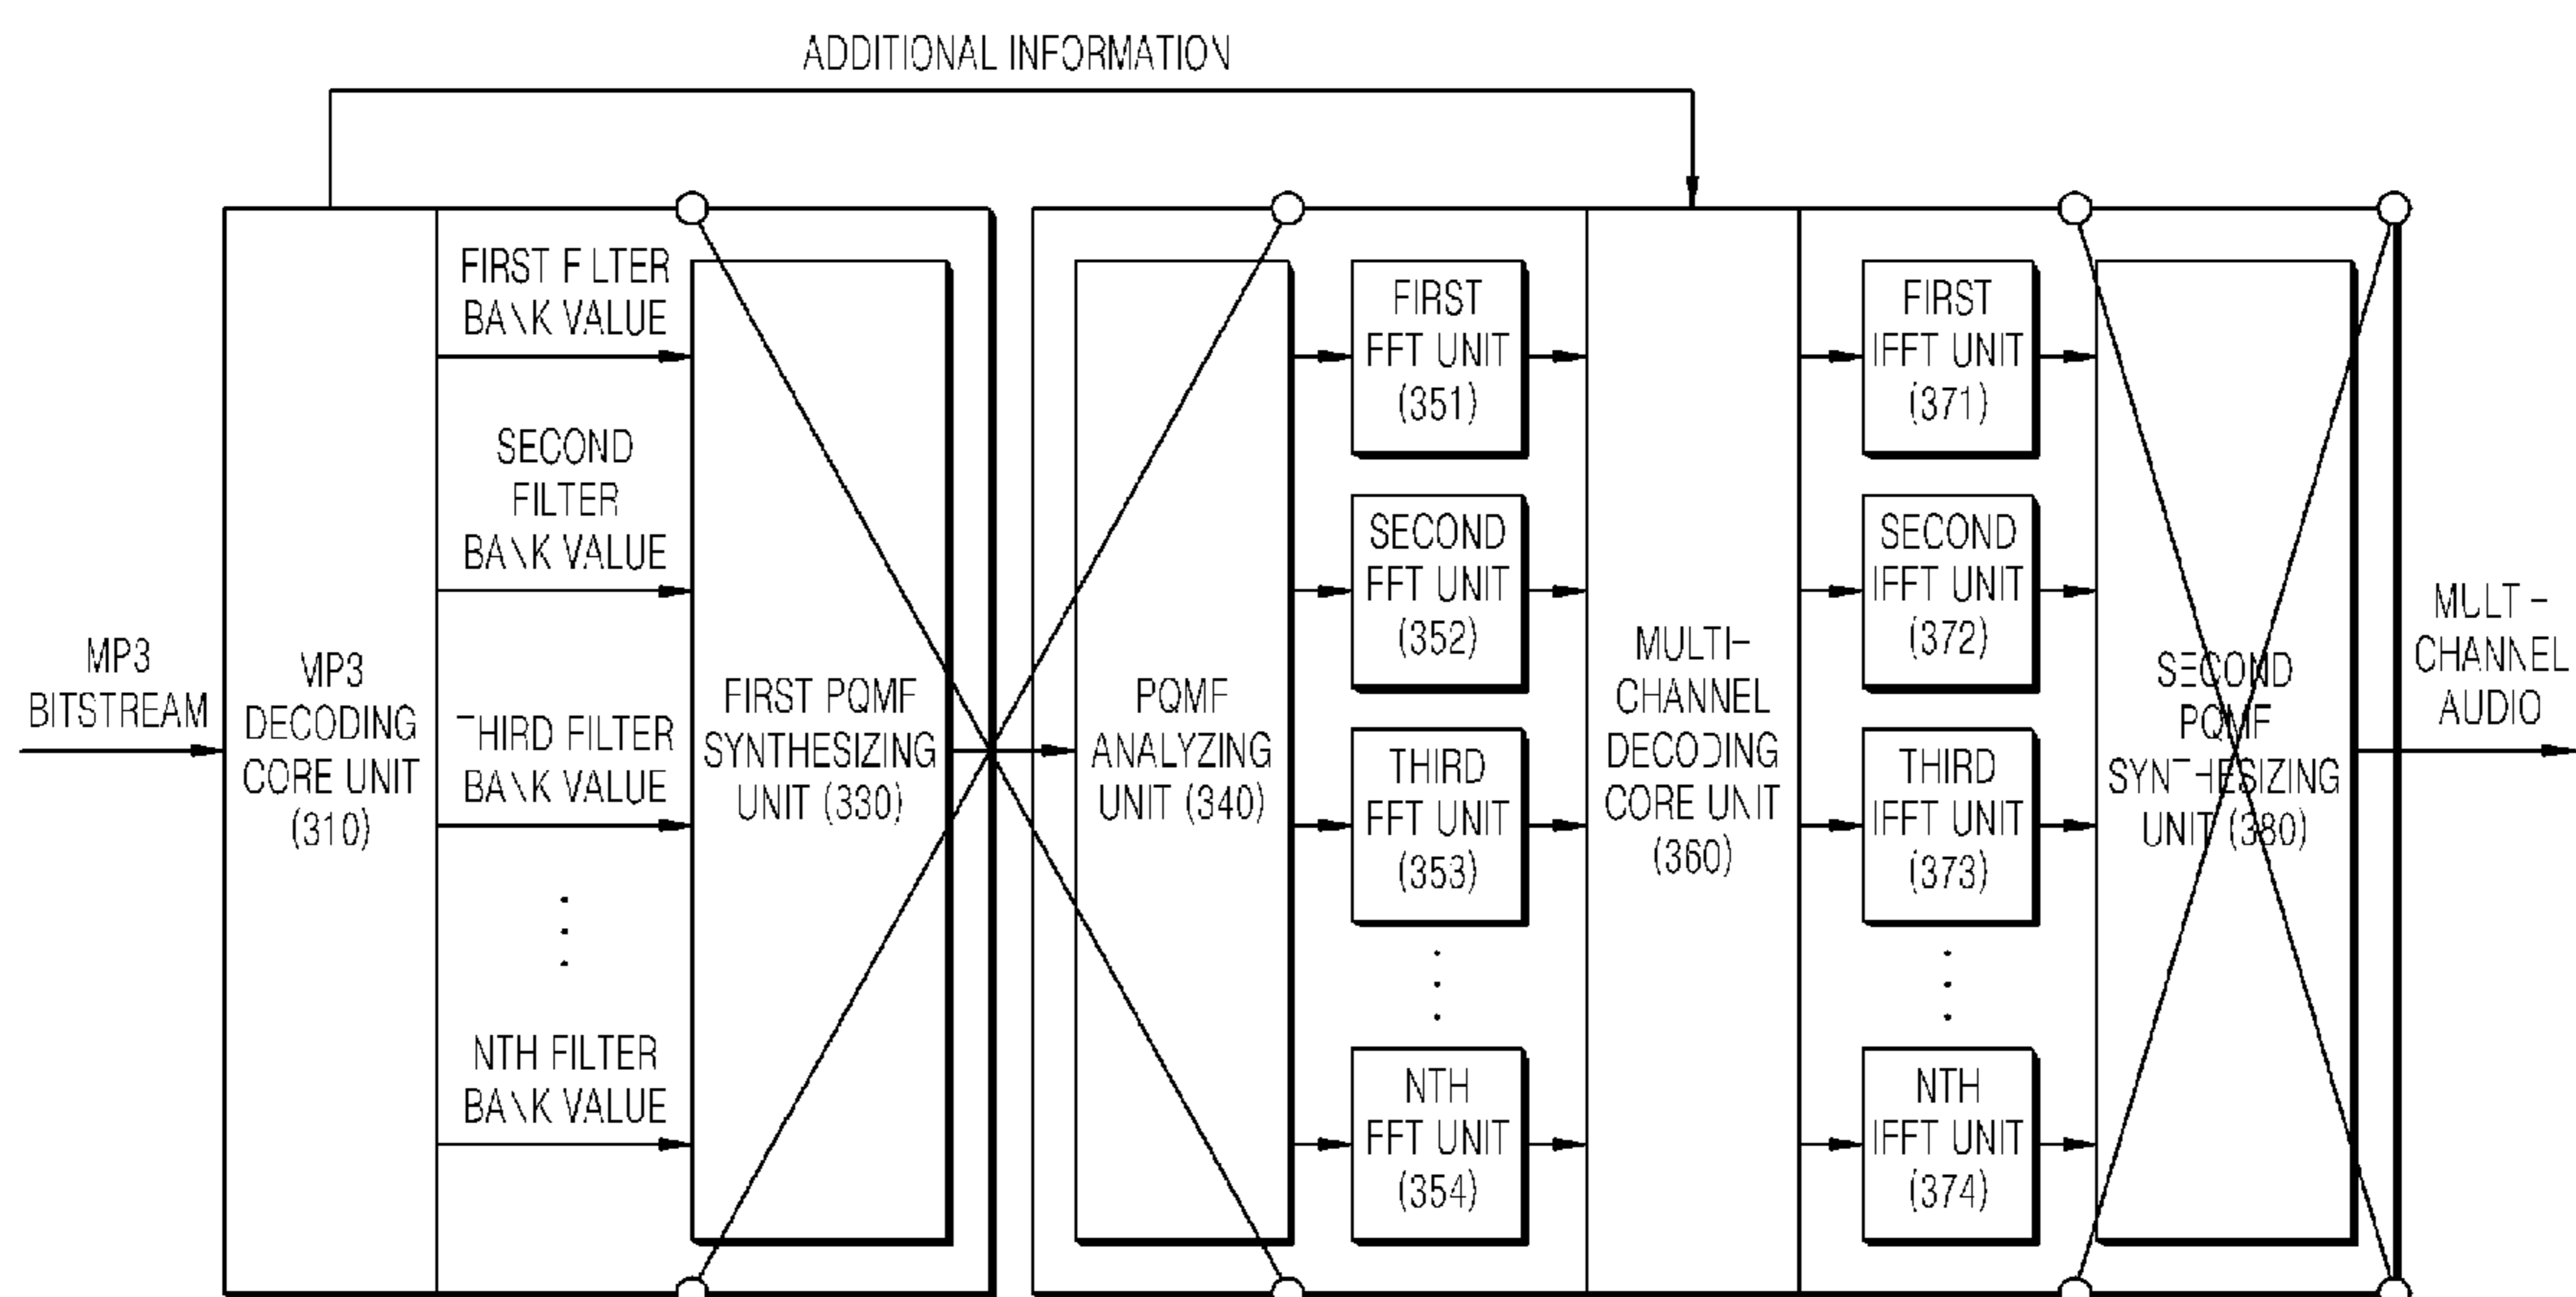 ADDITIONAL INFORMATION
MP3
BITSTREAM
MP3
DECODING
CORE UNIT
(310)
FIRST FILTER
BANK VALUE
SECOND
FILTER
BANK VALUE
THIRD FILTER
BANK VALUE
NTH FILTER
BANK VALUE
FIRST PQMF
SYNTHESIZING
UNIT (330)
PQMF
ANALYZING
UNIT (340)
FIRST
FFT UNIT
(351)
SECOND
FFT UNIT
(352)
THIRD
FFT UNIT
(353)
NTH
FFT UNIT
(354)
MULTI-
CHANNEL
DECODING
CORE UNIT
(360)
FIRST
IFFT UNIT
(371)
SECOND
IFFT UNIT
(372)
THIRD
IFFT UNIT
(373)
NTH
IFFT UNIT
(374)
SECOND
PQMF
SYNTHESIZING
UNIT (380)
MULTI-
CHANNEL
AUDIO